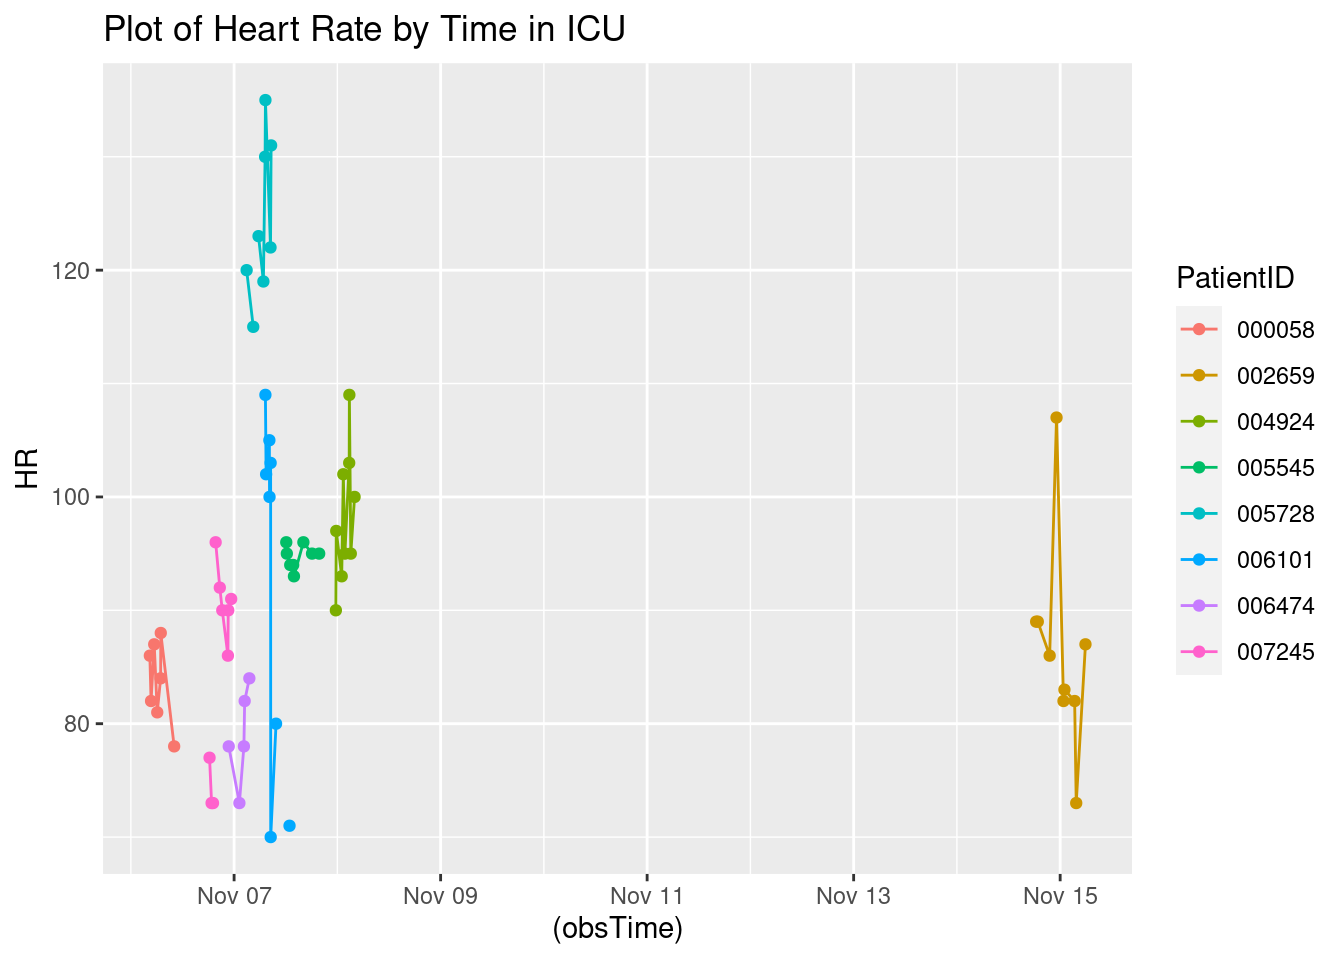 Plot of Heart Rate by Time in ICU
HR
120
100
80
Nov 07
Nov 09
Nov 11
Nov 13
Nov 15
(obsTime)
PatientID
000058
002659
004924
005545
005728
006101
006474
007245